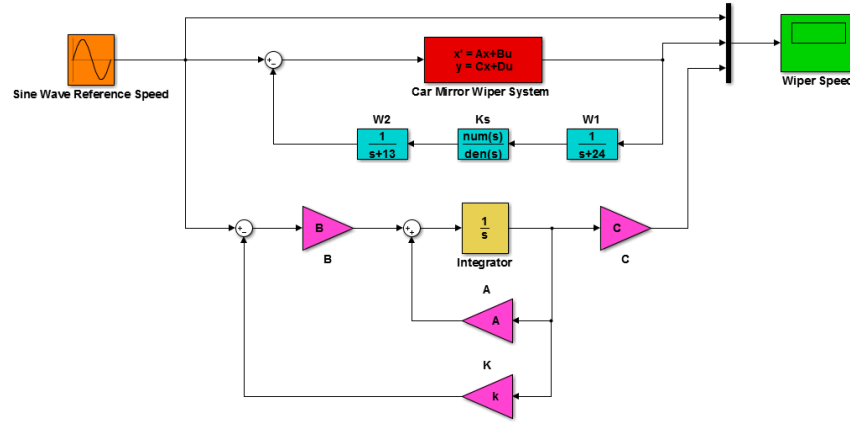 x' = Ax+Bu
y = Cx+Du
Sine Wave Reference Speed
Car Mirror Wiper System
Wiper Speed
W2
Ks
W1
1
s+13
num(s)
den(s)
1
s+24
B
1
s
C
Integrator
B
C
A
A
K
k